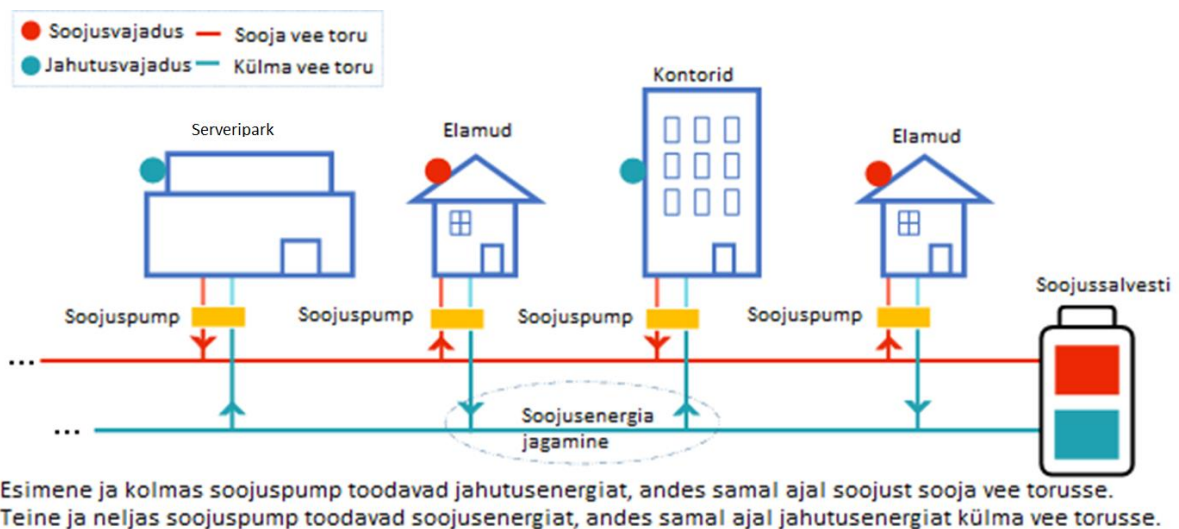 Soojusvajadus Sooja vee toru
Jahutusvajadus Külma vee toru
Kontorid
Serveripark
Elamud
Elamud
Soojussalvesti
Soojuspump
Soojuspump
Soojuspump
Soojuspump
...
...
Soojusenergia
jagamine
Esimene ja kolmas soojuspump toodavad jahutusenergiat, andes samal ajal soojust sooja vee torusse.
Teine ja neljas soojuspump toodavad soojusenergiat, andes samal ajal jahutusenergiat külma vee torusse.